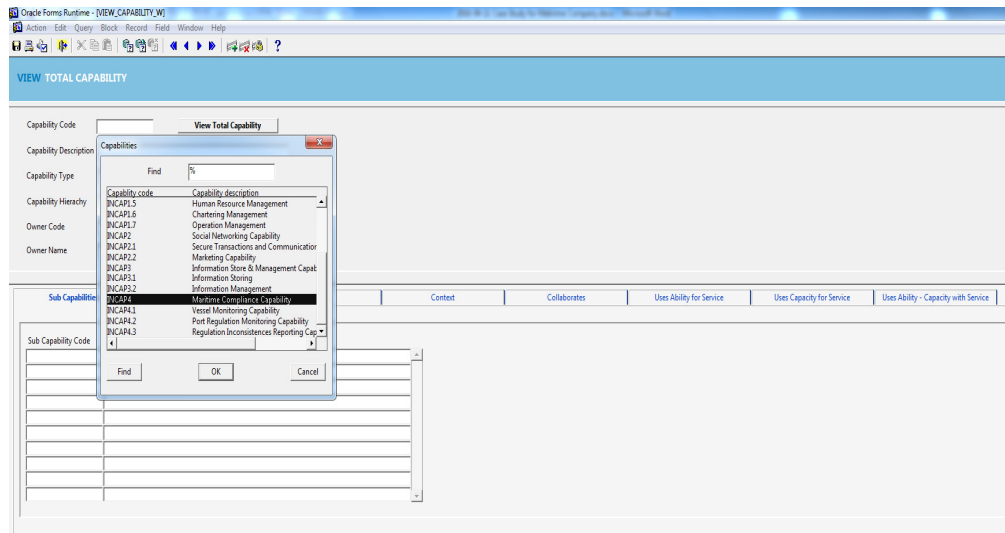 Oracle Forms Runtime - [VIEW_CAPABILITY_W]
Action Edit Query Block Record Field Window Help
VIEW TOTAL CAPABILITY
Capability Code View Total Capability
Capability Description
Capability Type
Capability Hierachy
Owner Code
Owner Name
Capabilities
Find %
Capablity code Capability description
INCAP1.5 Human Resource Management
INCAP1.6 Chartering Management
INCAP1.7 Operation Management
INCAP2 Social Networking Capability
INCAP2.1 Secure Transactions and Communication
INCAP2.2 Marketing Capability
INCAP3 Information Store & Management Capab
INCAP3.1 Information Storing
INCAP3.2 Information Management
INCAP4 Maritime Compliance Capability
INCAP4.1 Vessel Monitoring Capability
INCAP4.2 Port Regulation Monitoring Capability
INCAP4.3 Regulation Inconsistences Reporting Cap
Find OK Cancel
Sub Capabilitie Context Collaborates Uses Ability for Service Uses Capacity for Service Uses Ability - Capacity with Service
Sub Capability Code